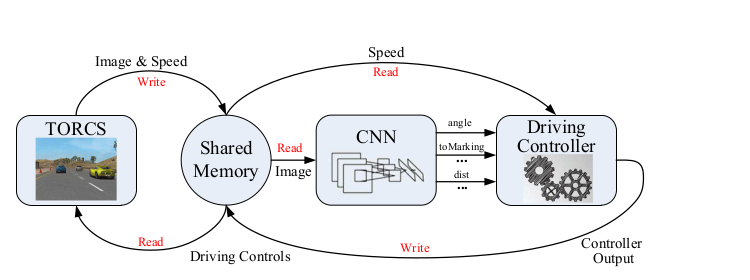 Image & Speed
Write
Speed
Read
TORCS
Shared
Memory
Read
Image
CNN
angle
toMarking
...
dist
...
Driving
Controller
Read
Driving Controls
Write
Controller
Output